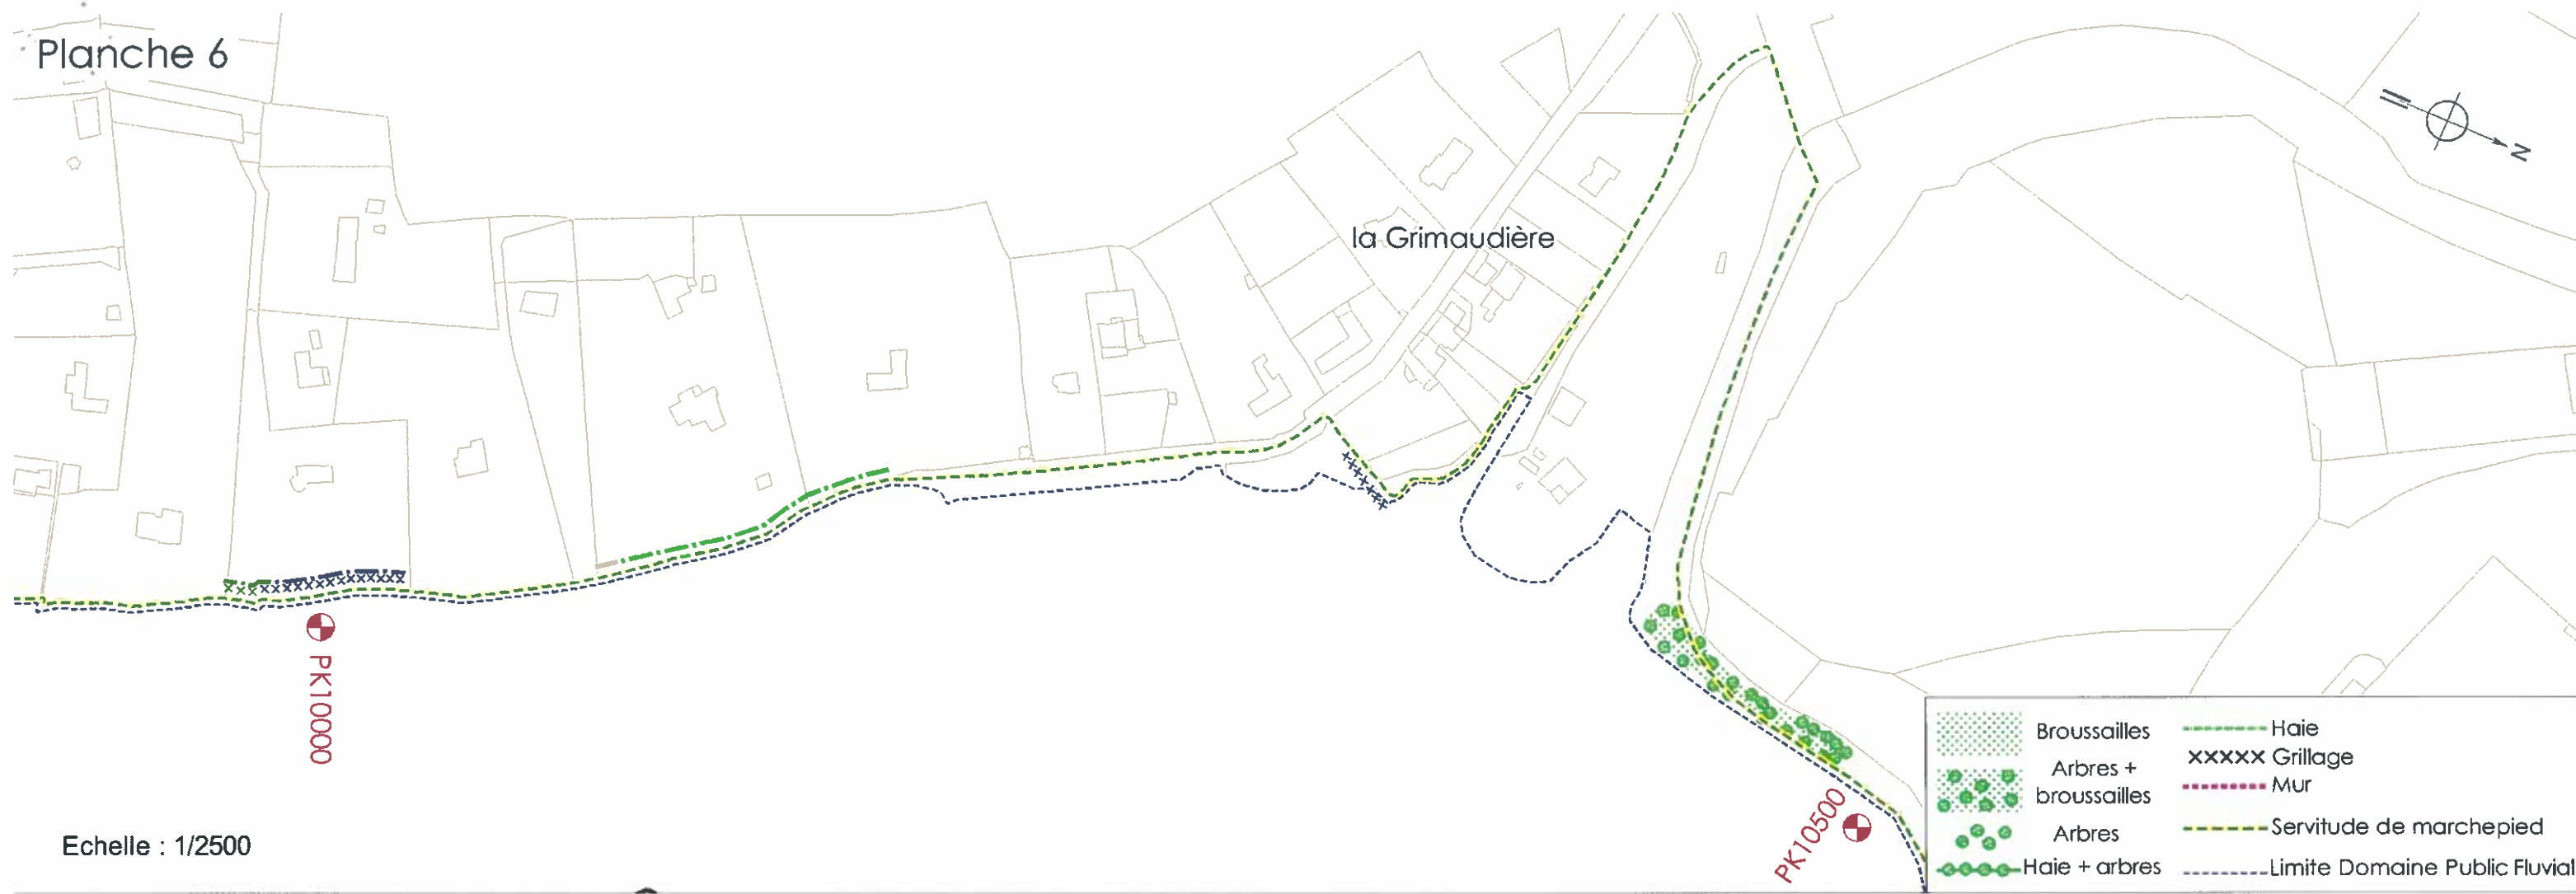 Planche 6
N
la Grimaudière
PK10000
PK10500
Echelle : 1/2500
Broussailles
Arbres +
broussailles
Arbres
Haie + arbres
Haie
xxxxx Grillage
Mur
Servitude de marchepied
Limite Domaine Public Fluvial